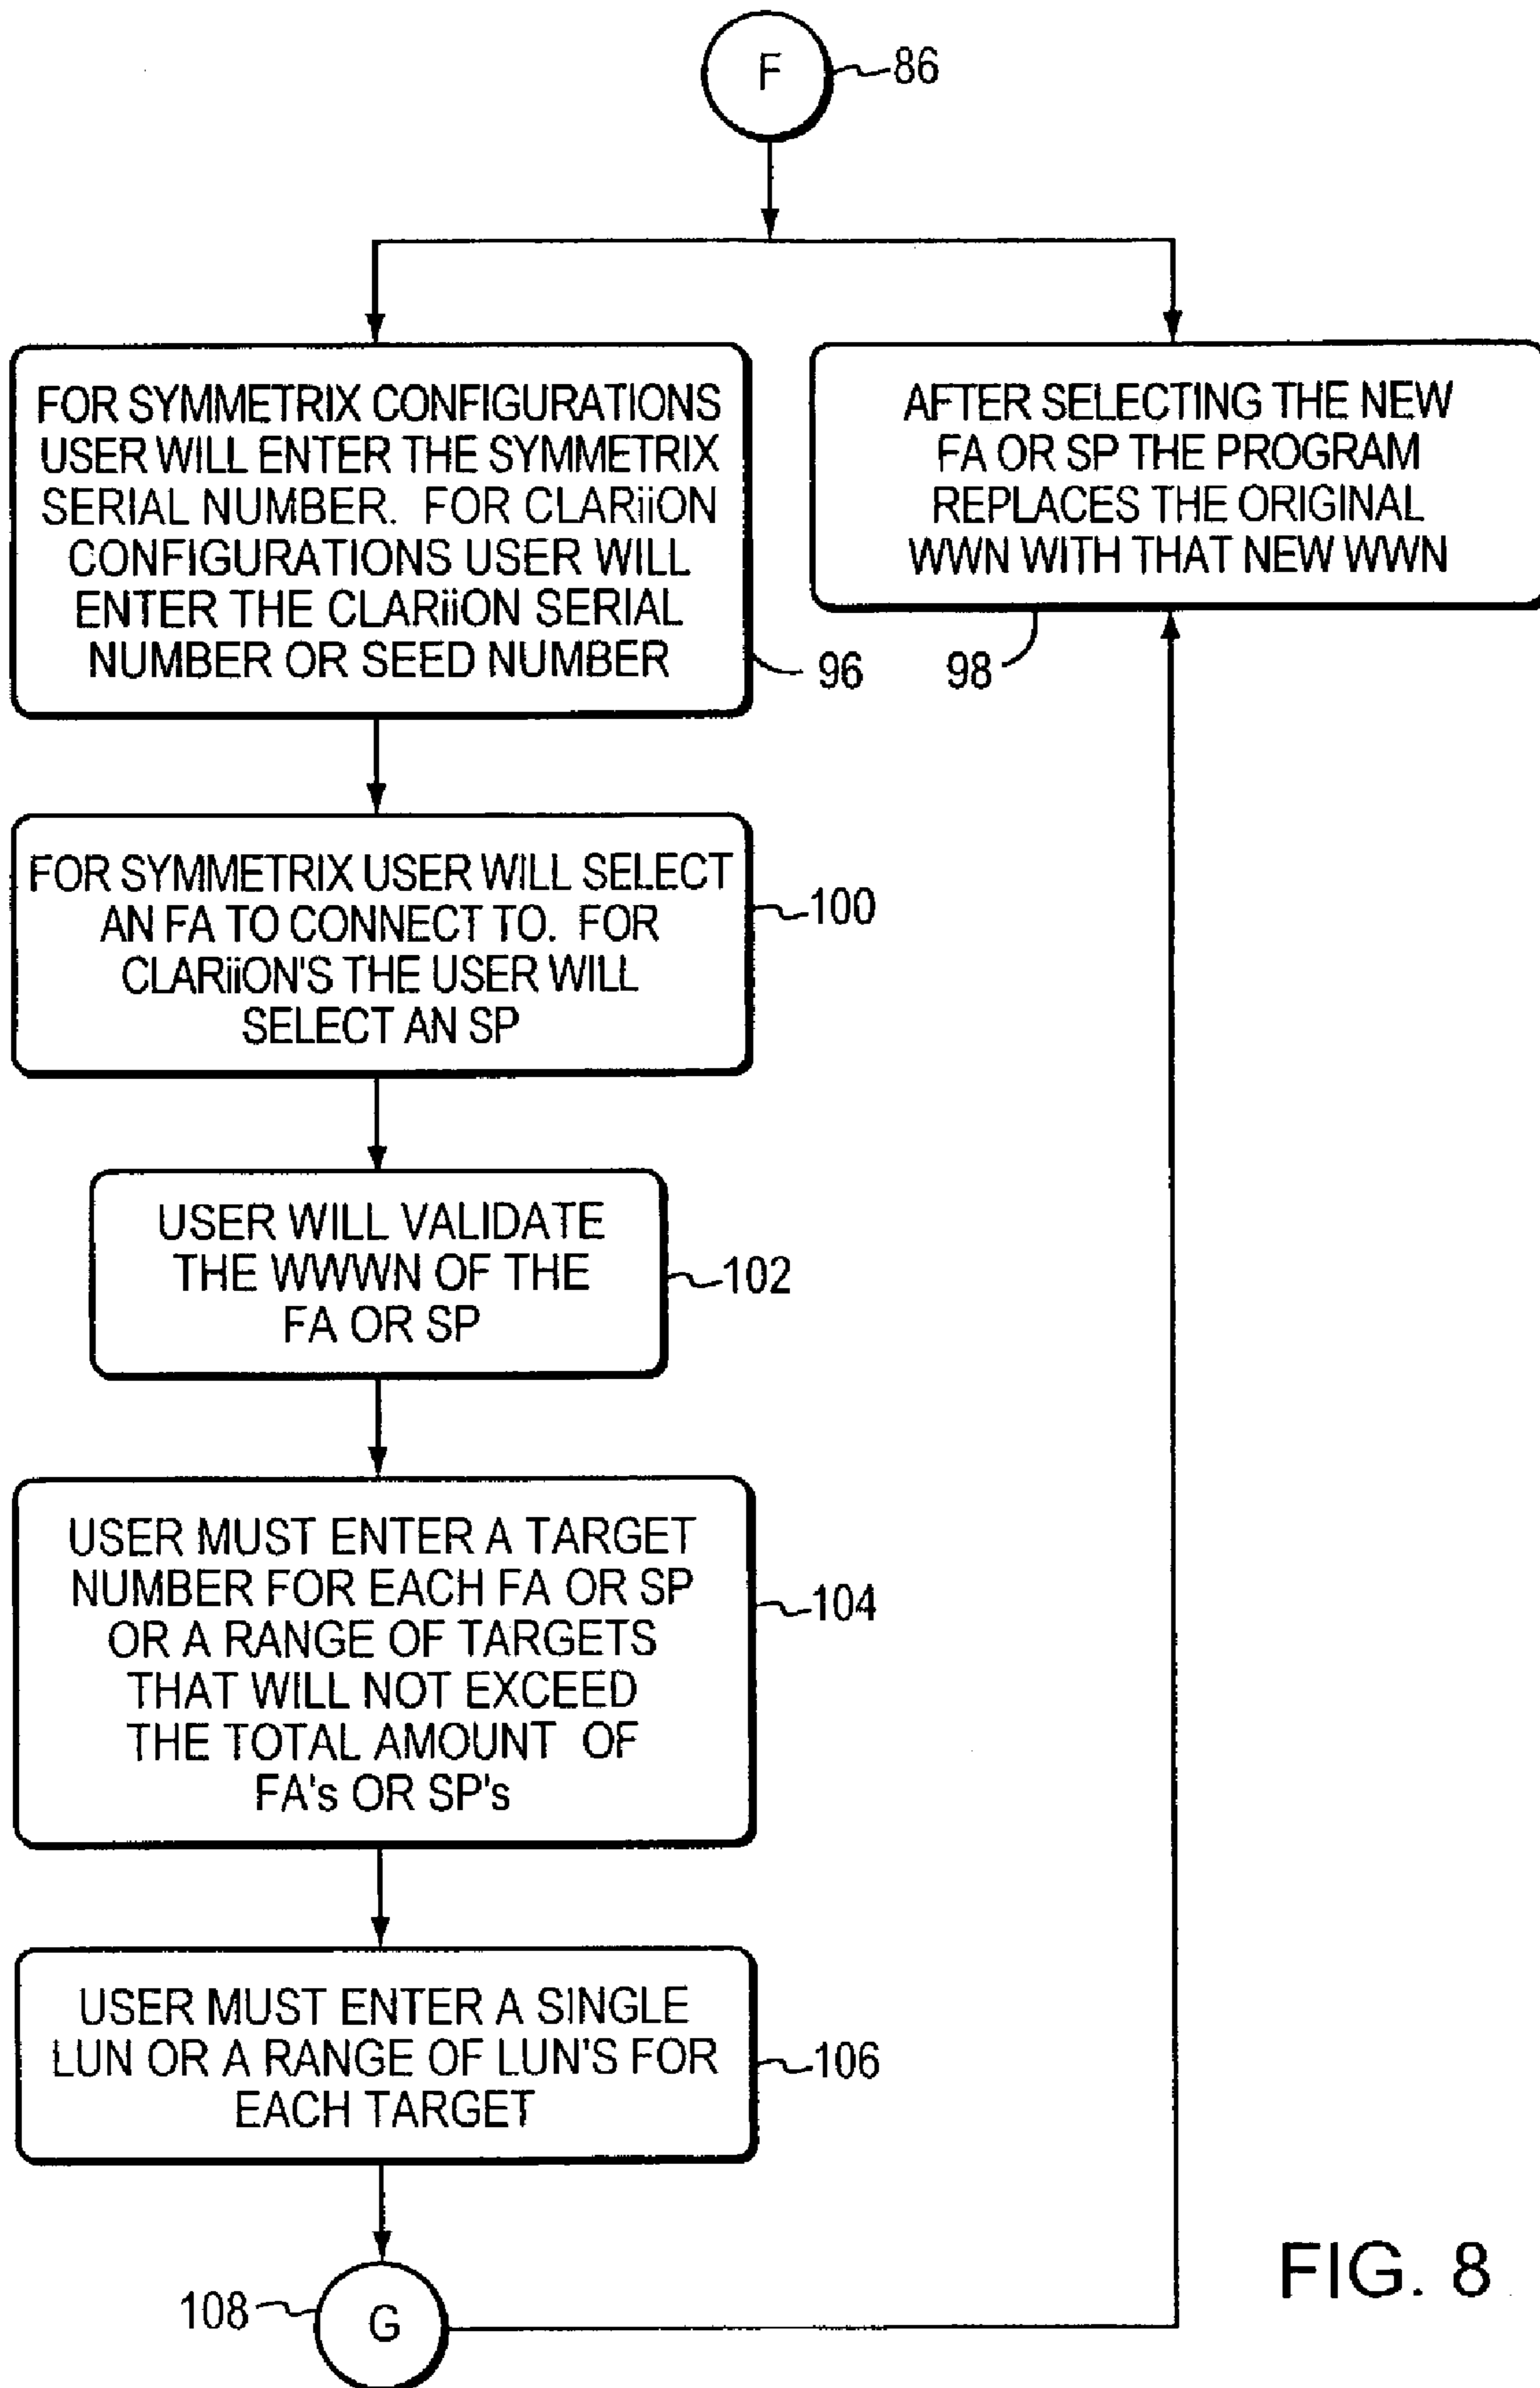 F
86
FOR SYMMETRIX CONFIGURATIONS
USER WILL ENTER THE SYMMETRIX
SERIAL NUMBER. FOR CLARiiON
CONFIGURATIONS USER WILL
ENTER THE CLARiiON SERIAL
NUMBER OR SEED NUMBER
96
AFTER SELECTING THE NEW
FA OR SP THE PROGRAM
REPLACES THE ORIGINAL
WWN WITH THAT NEW WWN
98
FOR SYMMETRIX USER WILL SELECT
AN FA TO CONNECT TO. FOR
CLARiiON'S THE USER WILL
SELECT AN SP
100
USER WILL VALIDATE
THE WWWN OF THE
FA OR SP
102
USER MUST ENTER A TARGET
NUMBER FOR EACH FA OR SP
OR A RANGE OF TARGETS
THAT WILL NOT EXCEED
THE TOTAL AMOUNT OF
FA's OR SP's
104
USER MUST ENTER A SINGLE
LUN OR A RANGE OF LUN'S FOR
EACH TARGET
106
108
G
FIG. 8